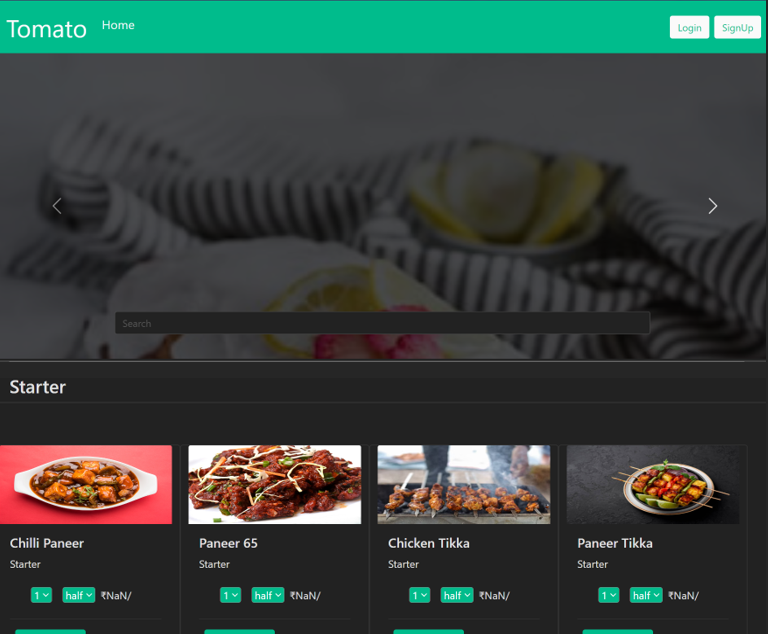 Tomato Home Login SignUp
Search
Starter
Chilli Paneer Paneer 65 Chicken Tikka Paneer Tikka
Starter Starter Starter Starter
1 half ₹NaN/ 1 half ₹NaN/ 1 half ₹NaN/ 1 half ₹NaN/